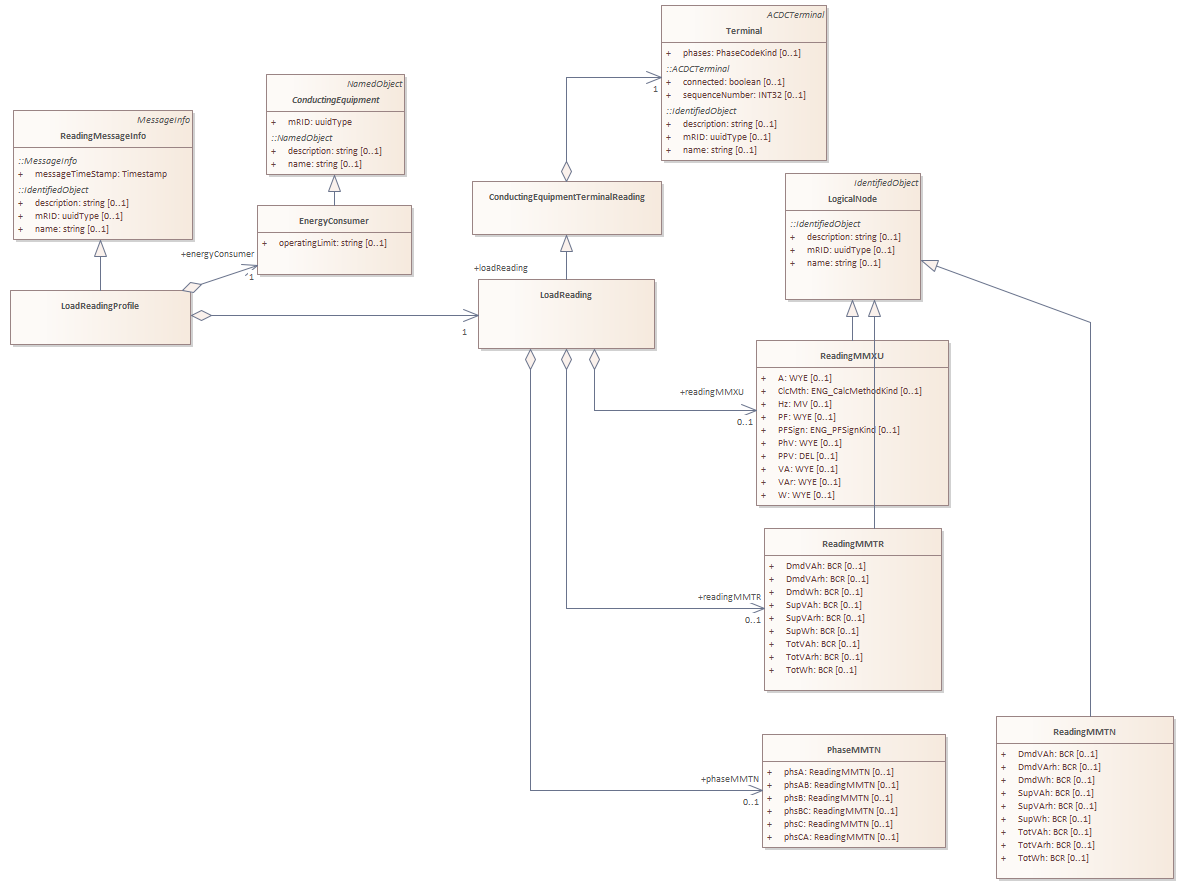 ACDCTerminal
Terminal
+ phases: PhaseCodeKind [0..1]
::ACDCTerminal
+ connected: boolean [0..1]
+ sequenceNumber: INT32 [0..1]
::IdentifiedObject
+ description: string [0..1]
+ mRID: uuidType [0..1]
+ name: string [0..1]
1
NamedObject
ConductingEquipment
+ mRID: uuidType
::NamedObject
+ description: string [0..1]
+ name: string [0..1]
MessageInfo
ReadingMessageInfo
::MessageInfo
+ messageTimeStamp: Timestamp
::IdentifiedObject
+ description: string [0..1]
+ mRID: uuidType [0..1]
+ name: string [0..1]
ConductingEquipmentTerminalReading
IdentifiedObject
LogicalNode
::IdentifiedObject
+ description: string [0..1]
+ mRID: uuidType [0..1]
+ name: string [0..1]
EnergyConsumer
+ operatingLimit: string [0..1]
+energyConsumer
1
LoadReadingProfile
+loadReading
1
LoadReading
ReadingMMXU
+ A: WYE [0..1]
+ ClcMth: ENG_CalcMethodKind [0..1]
+ Hz: MV [0..1]
+ PF: WYE [0..1]
+ PFSign: ENG_PFSignKind [0..1]
+ PhV: WYE [0..1]
+ PPV: DEL [0..1]
+ VA: WYE [0..1]
+ VAr: WYE [0..1]
+ W: WYE [0..1]
+readingMMXU
0..1
ReadingMMTR
+ DmdVAh: BCR [0..1]
+ DmdVArh: BCR [0..1]
+ DmdWh: BCR [0..1]
+ SupVAh: BCR [0..1]
+ SupVArh: BCR [0..1]
+ SupWh: BCR [0..1]
+ TotVAh: BCR [0..1]
+ TotVArh: BCR [0..1]
+ TotWh: BCR [0..1]
+readingMMTR
0..1
PhaseMMTN
+ phsA: ReadingMMTN [0..1]
+ phsAB: ReadingMMTN [0..1]
+ phsB: ReadingMMTN [0..1]
+ phsBC: ReadingMMTN [0..1]
+ phsC: ReadingMMTN [0..1]
+ phsCA: ReadingMMTN [0..1]
+phaseMMTN
0..1
ReadingMMTN
+ DmdVAh: BCR [0..1]
+ DmdVArh: BCR [0..1]
+ DmdWh: BCR [0..1]
+ SupVAh: BCR [0..1]
+ SupVArh: BCR [0..1]
+ SupWh: BCR [0..1]
+ TotVAh: BCR [0..1]
+ TotVArh: BCR [0..1]
+ TotWh: BCR [0..1]